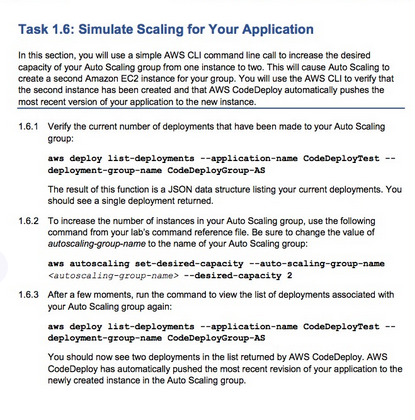 Task 1.6: Simulate Scaling for Your Application
In this section, you will use a simple AWS CLI command line call to increase the desired
capacity of your Auto Scaling group from one instance to two. This will cause Auto Scaling to
create a second Amazon EC2 instance for your group. You will use the AWS CLI to verify that
the second instance has been created and that AWS CodeDeploy automatically pushes the
most recent version of your application to the new instance.
1.6.1 Verify the current number of deployments that have been made to your Auto Scaling
group:
aws deploy list-deployments --application-name CodeDeployTest --
deployment-group-name CodeDeployGroup-AS
The result of this function is a JSON data structure listing your current deployments. You
should see a single deployment returned.
1.6.2 To increase the number of instances in your Auto Scaling group, use the following
command from your lab's command reference file. Be sure to change the value of
autoscaling-group-name to the name of your Auto Scaling group:
aws autoscaling set-desired-capacity --auto-scaling-group-name
<autoscaling-group-name> --desired-capacity 2
1.6.3 After a few moments, run the command to view the list of deployments associated with
your Auto Scaling group again:
aws deploy list-deployments --application-name CodeDeployTest --
deployment-group-name CodeDeployGroup-AS
You should now see two deployments in the list returned by AWS CodeDeploy. AWS
CodeDeploy has automatically pushed the most recent revision of your application to the
newly created instance in the Auto Scaling group.